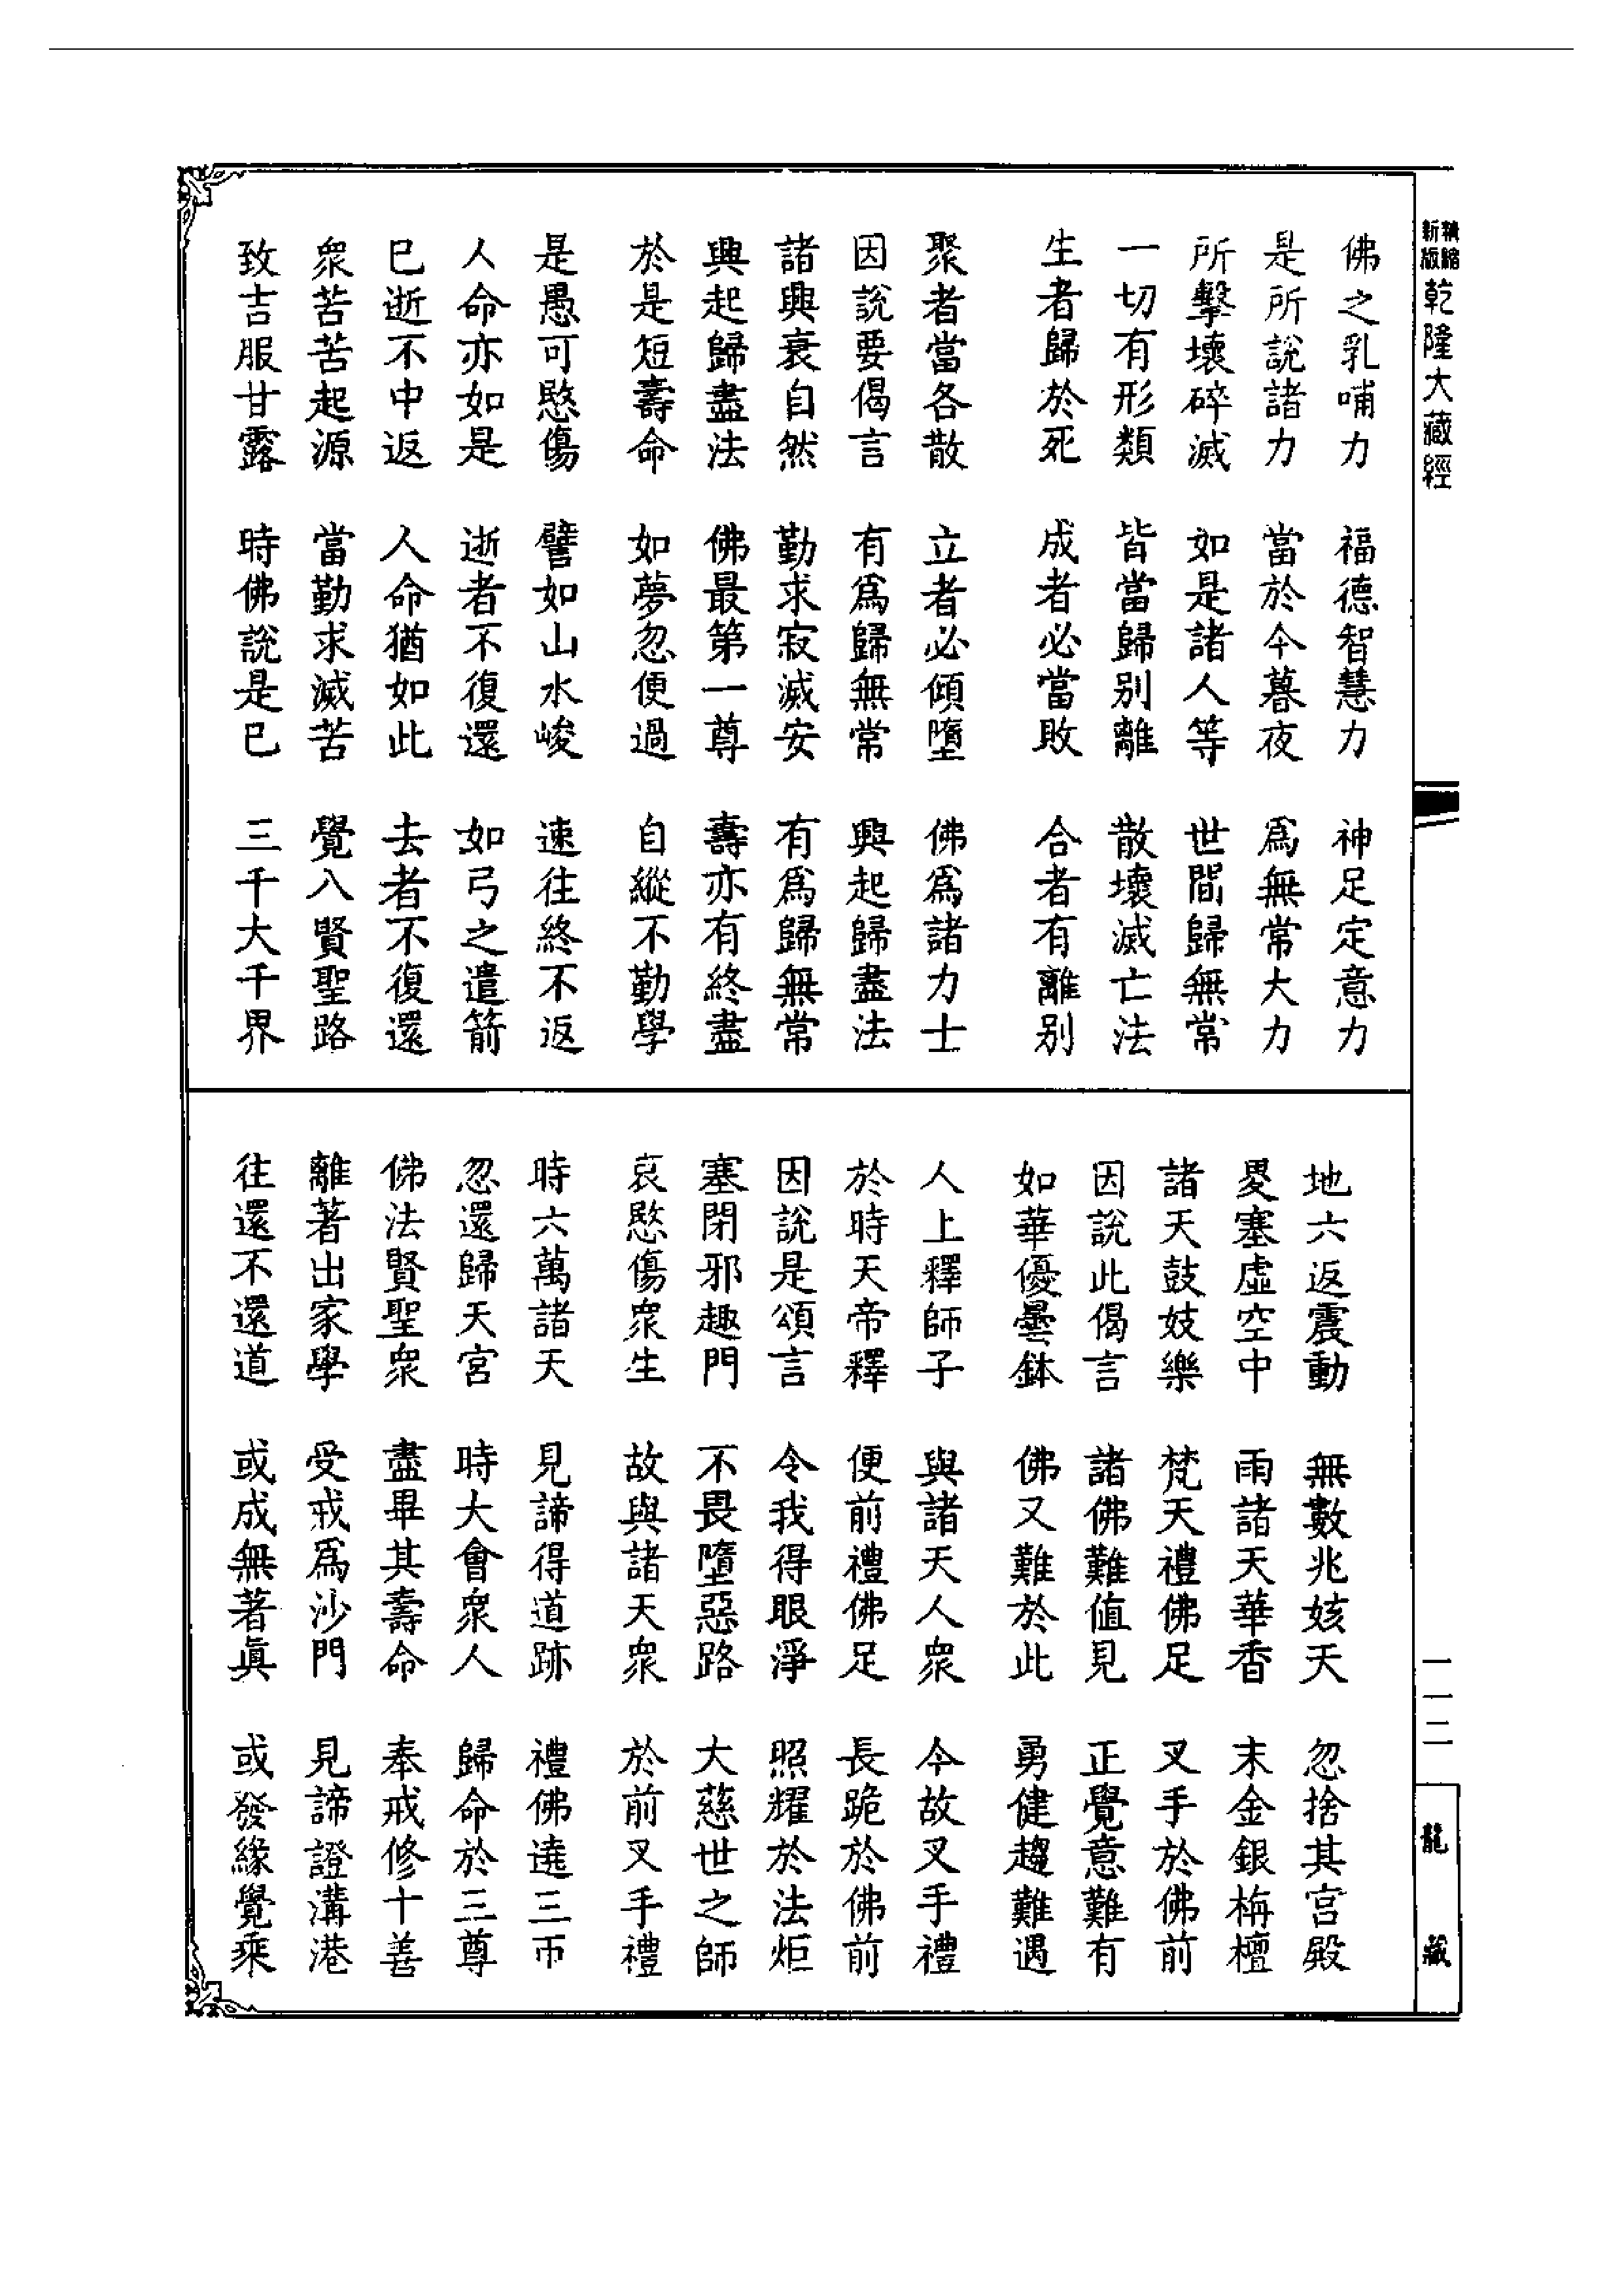 新版精縮乾隆大藏經
佛之乳哺力 福德智慧力 神足定意力
是所說諸力 當於今暮夜 爲無常大力
所擊壞碎滅 如是諸人等 世間歸無常
一切有形類 皆當歸別離 散壞滅亡法
生者歸於死 成者必當敗 合者有離別
聚者當各散 立者必傾墮 佛爲諸力士
因說要偈言 有爲歸無常 興起歸盡法
諸興衰自然 勤求寂滅安 有爲歸無常
興起歸盡法 佛最第一尊 壽亦有終盡
於是短壽命 如夢忽便過 自縱不勤學
是愚可愍傷 譬如山水峻 速往終不返
人命亦如是 逝者不復還 如弓之遣箭
已逝不中返 人命猶如此 去者不復還
衆苦苦起源 當勤求滅苦 覺入賢聖路
致吉服甘露 時佛說是已 三千大千界
地六返震動 無數兆姟天 忽捨其宮殿
畟塞虛空中 雨諸天華香 末金銀栴檀
諸天鼓妓樂 梵天禮佛足 叉手於佛前
因說此偈言 諸佛難值見 正覺意難有
如華優曇鉢 佛又難於此 勇健趨難遇
人上釋師子 與諸天人衆 今故叉手禮
於時天帝釋 便前禮佛足 長跪於佛前
因說是頌言 令我得眼淨 照耀於法炬
塞閉邪趣門 不畏墮惡路 大慈世之師
哀愍傷衆生 故與諸天衆 於前叉手禮
時六萬諸天 見諦得道跡 禮佛遶三帀
忽還歸天宮 時大會衆人 歸命於三尊
佛法賢聖衆 盡畢其壽命 奉戒修十善
離著出家學 受戒爲沙門 見諦證溝港
往還不還道 或成無著眞 或發緣覺乘
一一二
龍藏